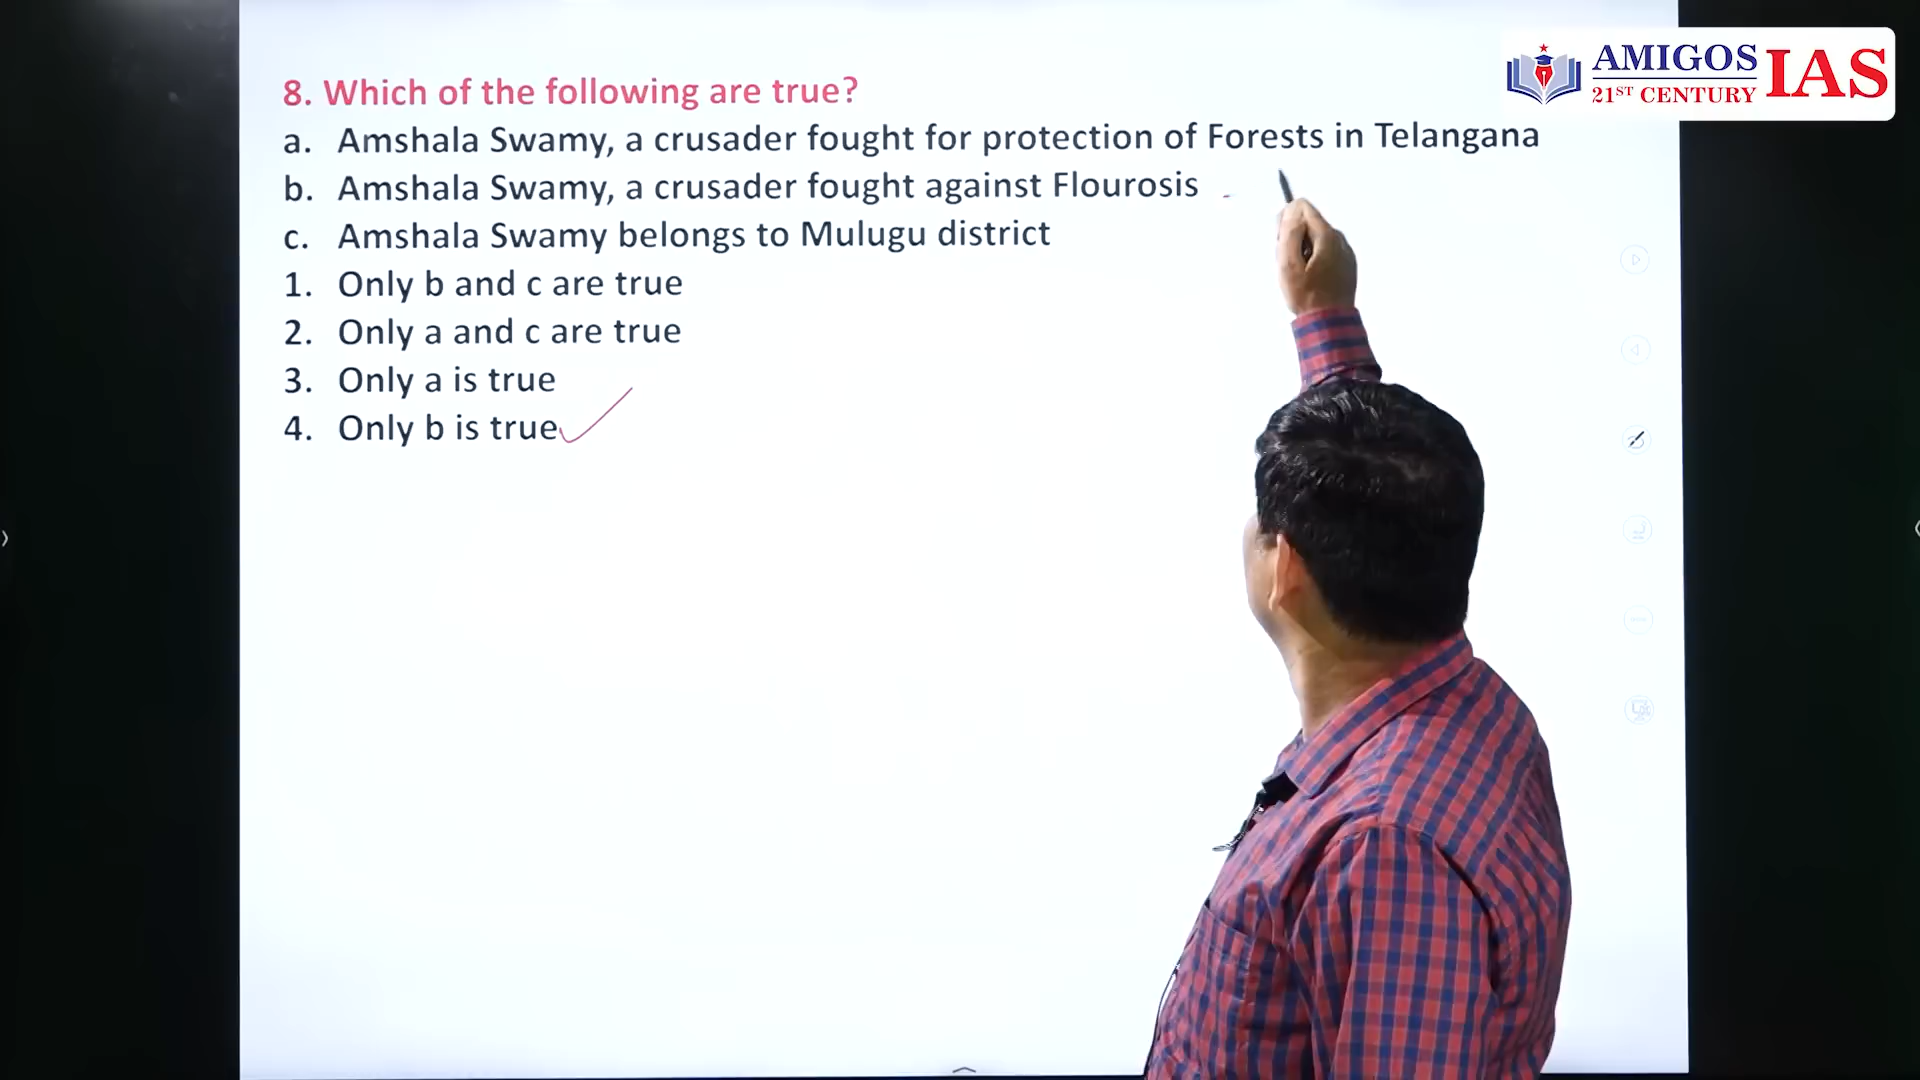 AMIGOS IAS
21ST CENTURY
8. Which of the following are true?
a. Amshala Swamy, a crusader fought for protection of Forests in Telangana
b. Amshala Swamy, a crusader fought against Flourosis
c. Amshala Swamy belongs to Mulugu district
1. Only b and c are true
2. Only a and c are true
3. Only a is true
4. Only b is true